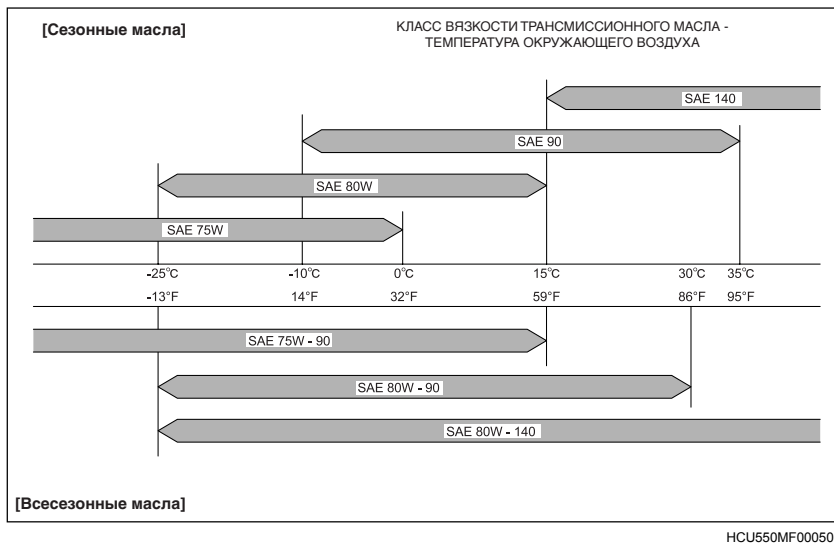 [Сезонные масла]
КЛАСС ВЯЗКОСТИ ТРАНСМИССИОННОГО МАСЛА -
ТЕМПЕРАТУРА ОКРУЖАЮЩЕГО ВОЗДУХА
SAE 140
SAE 90
SAE 80W
SAE 75W
-25°C -10°C 0°C 15°C 30°C 35°C
-13°F 14°F 32°F 59°F 86°F 95°F
SAE 75W - 90
SAE 80W - 90
SAE 80W - 140
[Всесезонные масла]
HCU550MF00050